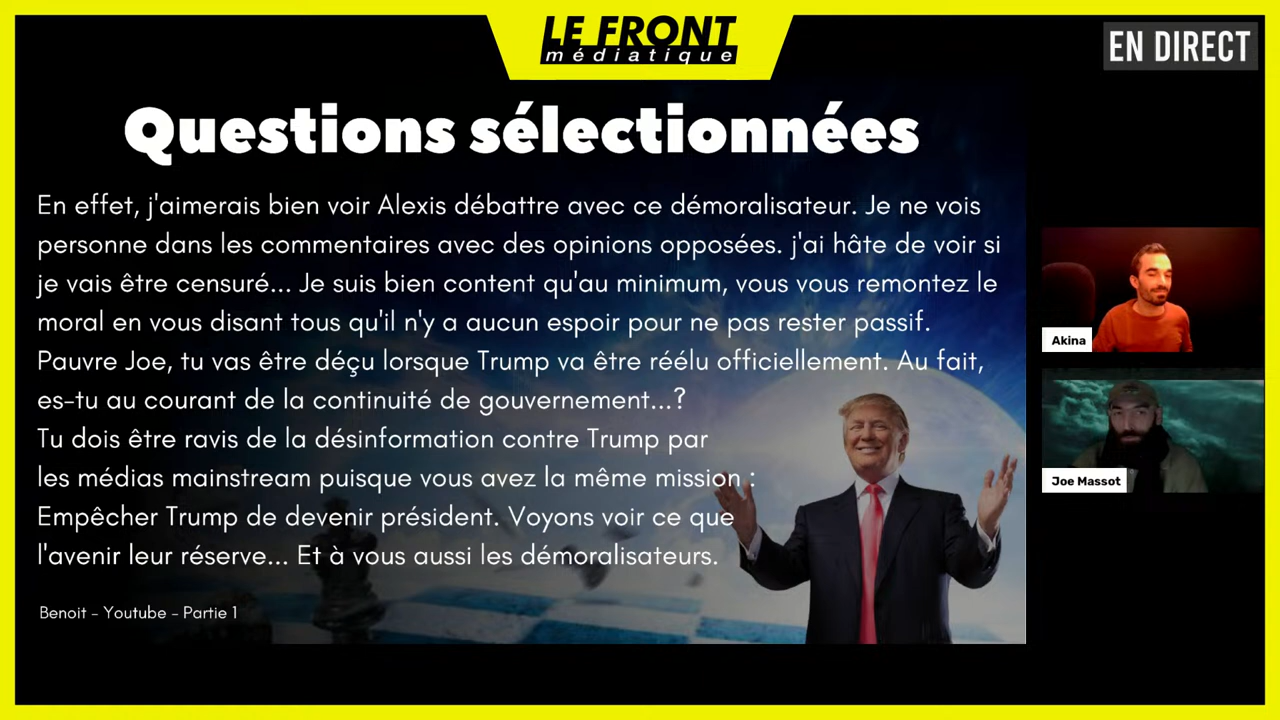 LE FRONT
médiatique
EN DIRECT
Questions sélectionnées
En effet, j'aimerais bien voir Alexis débattre avec ce démoralisateur. Je ne vois
personne dans les commentaires avec des opinions opposées. j'ai hâte de voir si
je vais être censuré... Je suis bien content qu'au minimum, vous vous remontez le
moral en vous disant tous qu'il n'y a aucun espoir pour ne pas rester passif.
Pauvre Joe, tu vas être déçu lorsque Trump va être réélu officiellement. Au fait,
es-tu au courant de la continuité de gouvernement...?
Tu dois être ravis de la désinformation contre Trump par
les médias mainstream puisque vous avez la même mission :
Empêcher Trump de devenir président. Voyons voir ce que
l'avenir leur réserve... Et à vous aussi les démoralisateurs.
Benoit - Youtube - Partie 1
Akina
Joe Massot